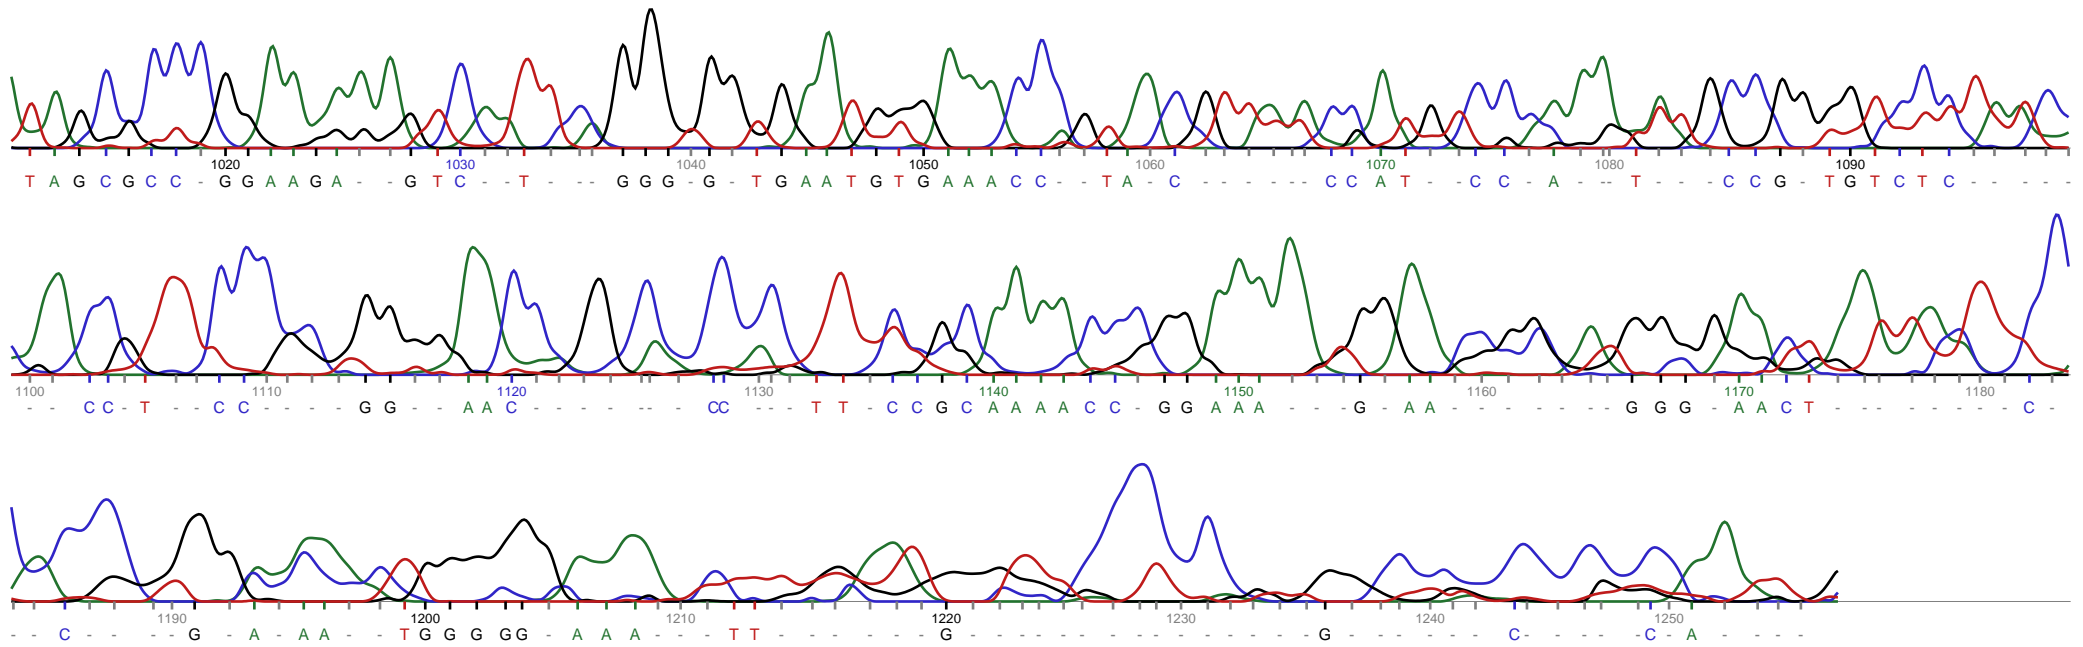 1020 1030 1040 1050 1060 1070 1080 1090
T A G C G C C - G G A A G A - - G T C - - T - - - - G G G - G - T G A A T G T G A A A C C - - T A - C - - - - - - C C A T - - C C - A - - - T - - - C C G - T G T C T C - - - - -
1100 1110 1120 1130 1140 1150 1160 1170 1180
- - C C - T - - C C - - - - - G G - - A A C - - - - - - - C C - - - - T T - C C G C A A A A C C - G G A A A - - - G - A A - - - - - - - - G G G - A A C T - - - - - - - - C -
1190 1200 1210 1220 1230 1240 1250
- - C - - - - G - A - A A - - T G G G G G - A A A - - - T T - - - - - - - G - - - - - - - - - - - - - - - G - - - - - - C - - - - - C - A - - - -